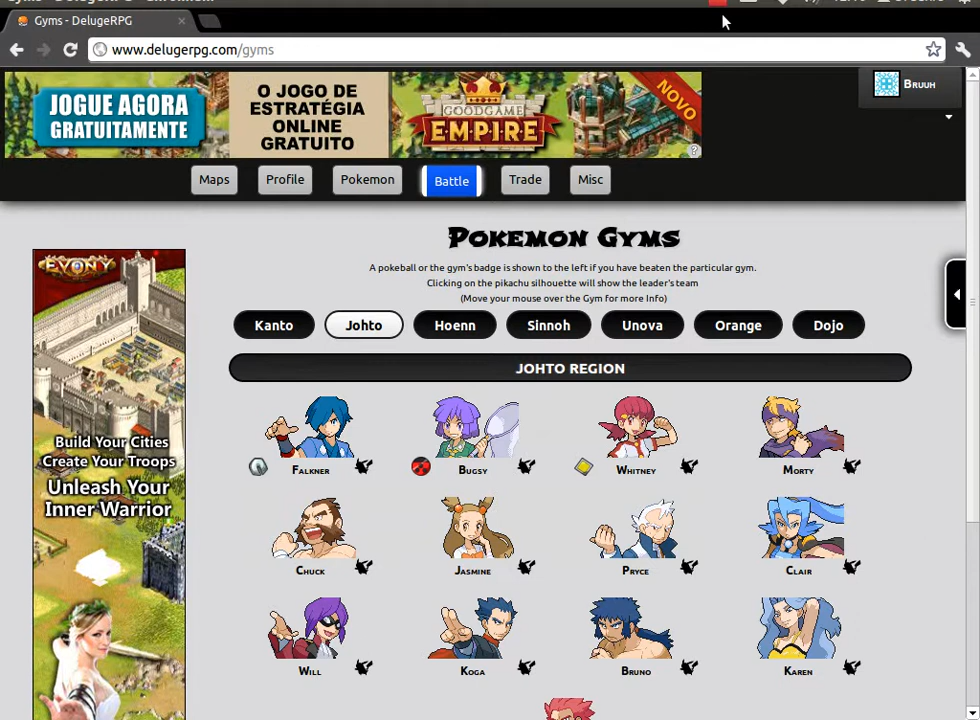 Gyms - DelugeRPG
www.delugerpg.com/gyms
JOGUE AGORA
GRATUITAMENTE
O JOGO DE
ESTRATÉGIA
ONLINE
GRATUITO
GOODGAME
EMPIRE
NOVO
Bruuh
Maps
Profile
Pokemon
Battle
Trade
Misc
Pokemon Gyms
A pokeball or the gym's badge is shown to the left if you have beaten the particular gym.
Clicking on the pikachu silhouette will show the leader's team
(Move your mouse over the Gym for more Info)
Kanto
Johto
Hoenn
Sinnoh
Unova
Orange
Dojo
JOHTO REGION
Falkner
Bugsy
Whitney
Morty
Chuck
Jasmine
Pryce
Clair
Will
Koga
Bruno
Karen
EVONY
Build Your Cities
Create Your Troops
Unleash Your
Inner Warrior